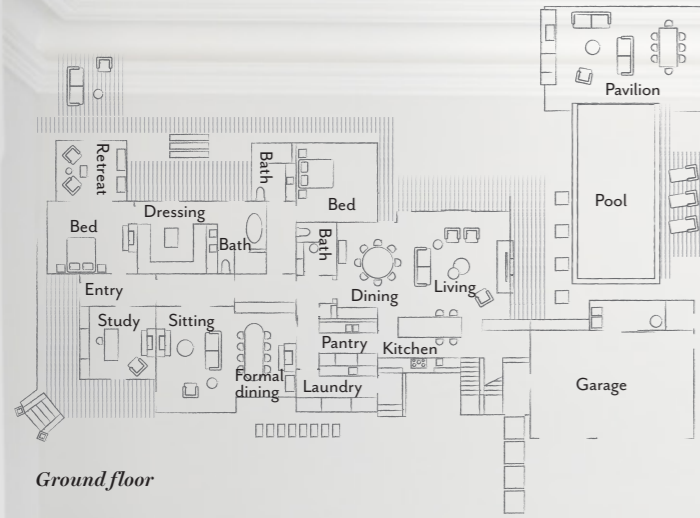 Pavilion
Retreat
Bath
Pool
Bed
Dressing
Bed
Bath
Bath
Entry
Dining
Living
Study
Sitting
Pantry
Kitchen
Formal
dining
Laundry
Garage
Ground floor